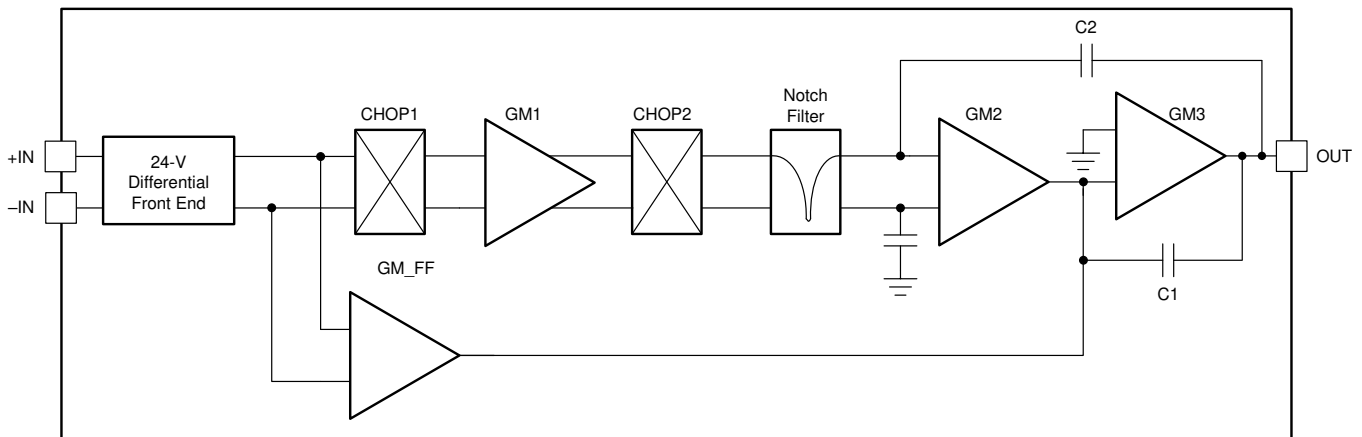 C2
Notch
Filter
CHOP1
GM1
CHOP2
GM2
GM3
+IN
–IN
24-V
Differential
Front End
OUT
GM_FF
C1